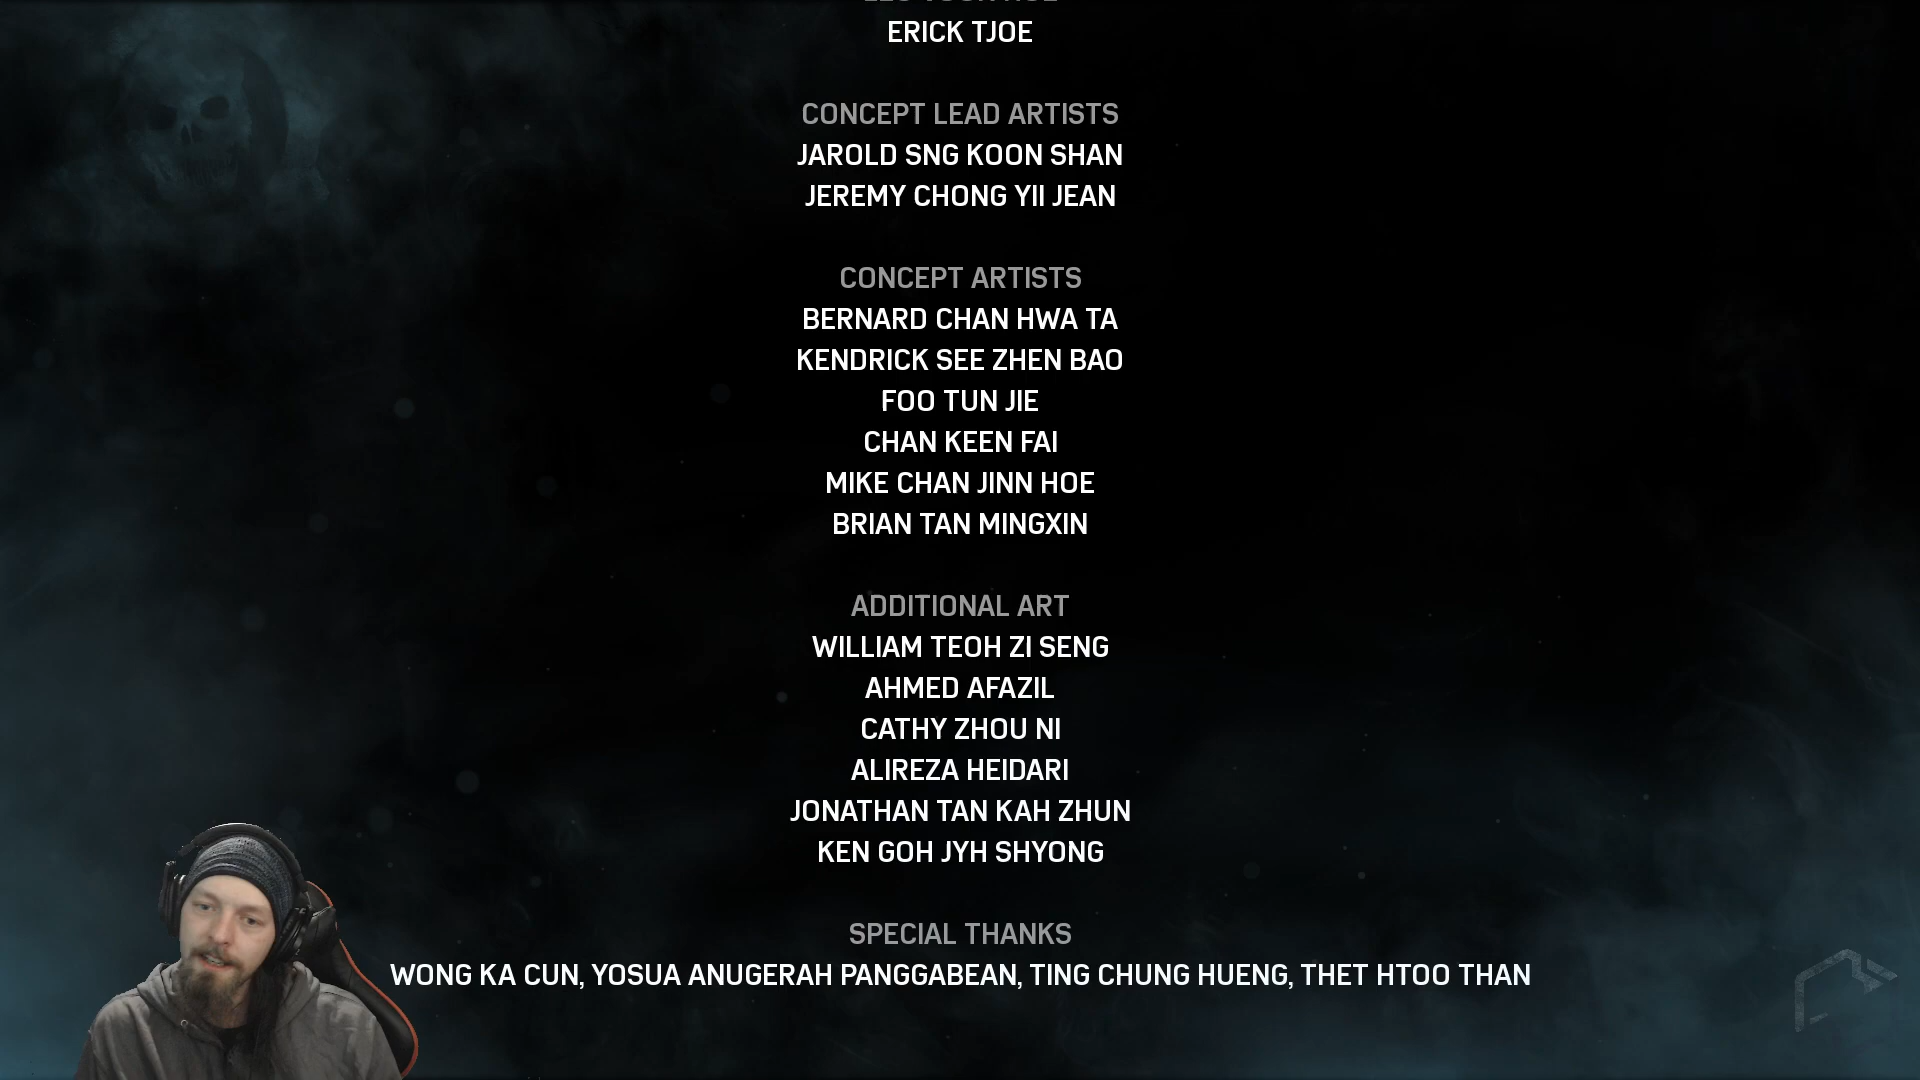 ERICK TJOE
CONCEPT LEAD ARTISTS
JAROLD SNG KOON SHAN
JEREMY CHONG YII JEAN
CONCEPT ARTISTS
BERNARD CHAN HWA TA
KENDRICK SEE ZHEN BAO
FOO TUN JIE
CHAN KEEN FAI
MIKE CHAN JINN HOE
BRIAN TAN MINGXIN
ADDITIONAL ART
WILLIAM TEOH ZI SENG
AHMED AFAZIL
CATHY ZHOU NI
ALIREZA HEIDARI
JONATHAN TAN KAH ZHUN
KEN GOH JYH SHYONG
SPECIAL THANKS
WONG KA CUN, YOSUA ANUGERAH PANGGABEAN, TING CHUNG HUENG, THET HTOO THAN